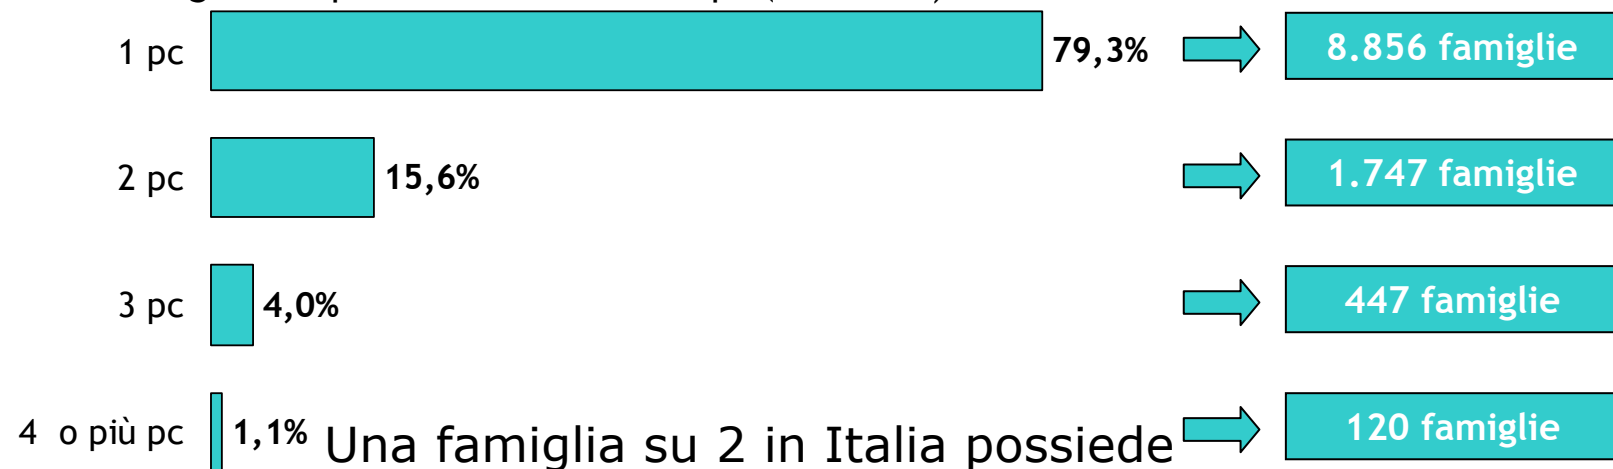 1 pc 79,3% 8.856 famiglie
2 pc 15,6% 1.747 famiglie
3 pc 4,0% 447 famiglie
4 o più pc 1,1% Una famiglia su 2 in Italia possiede 120 famiglie